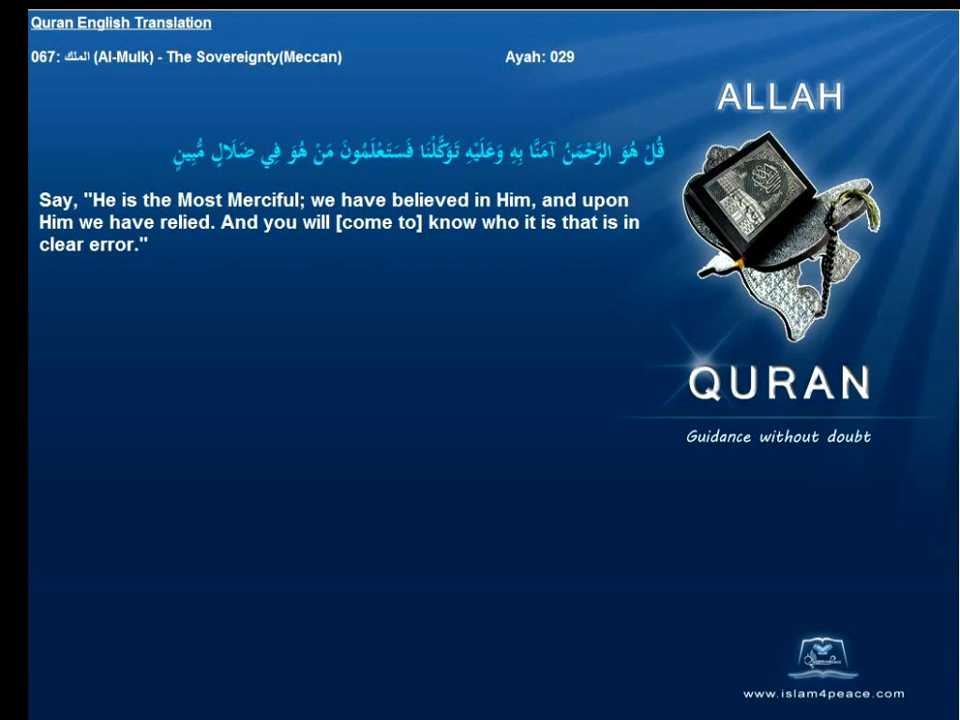 Quran English Translation
067: الملك (Al-Mulk) - The Sovereignty(Meccan)
Ayah: 029
ALLAH
قُلْ هُوَ الرَّحْمَنُ آمَنَّا بِهِ وَعَلَيْهِ تَوَكَّلْنَا فَسَتَعْلَمُونَ مَنْ هُوَ فِي ضَلَالٍ مُّبِينٍ
Say, "He is the Most Merciful; we have believed in Him, and upon
Him we have relied. And you will [come to] know who it is that is in
clear error."
QURAN
Guidance without doubt
www.islam4peace.com